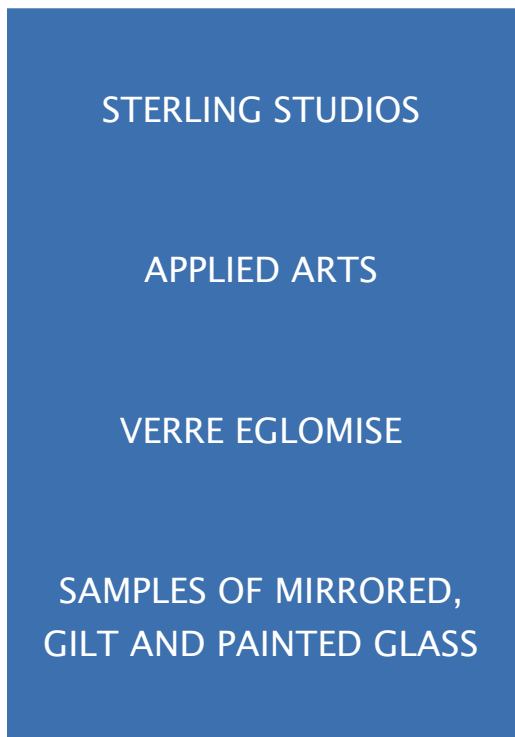 STERLING STUDIOS
APPLIED ARTS
VERRE EGLOMISE
SAMPLES OF MIRRORED,
GILT AND PAINTED GLASS